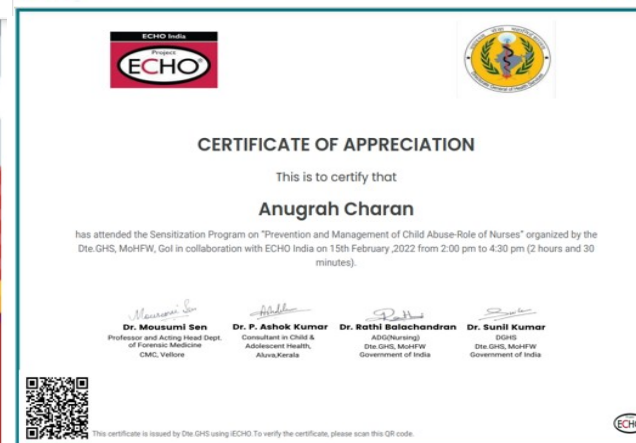 ECHO India
Project
ECHO®
CERTIFICATE OF APPRECIATION
This is to certify that
Anugrah Charan
has attended the Sensitization Program on "Prevention and Management of Child Abuse-Role of Nurses" organized by the
Dte.GHS, MoHFW, GoI in collaboration with ECHO India on 15th February ,2022 from 2:00 pm to 4:30 pm (2 hours and 30
minutes).
Mousumi Sen
Dr. Mousumi Sen
Professor and Acting Head Dept.
of Forensic Medicine
CMC, Vellore
Dr. P. Ashok Kumar
Consultant in Child &
Adolescent Health,
Aluva,Kerala
Dr. Rathi Balachandran
ADG(Nursing)
Dte.GHS, MoHFW
Government of India
Dr. Sunil Kumar
DGHS
Dte.GHS, MoHFW
Government of India
This certificate is issued by Dte GHS using iECHO.To verify the certificate, please scan this QR code.
ECHO